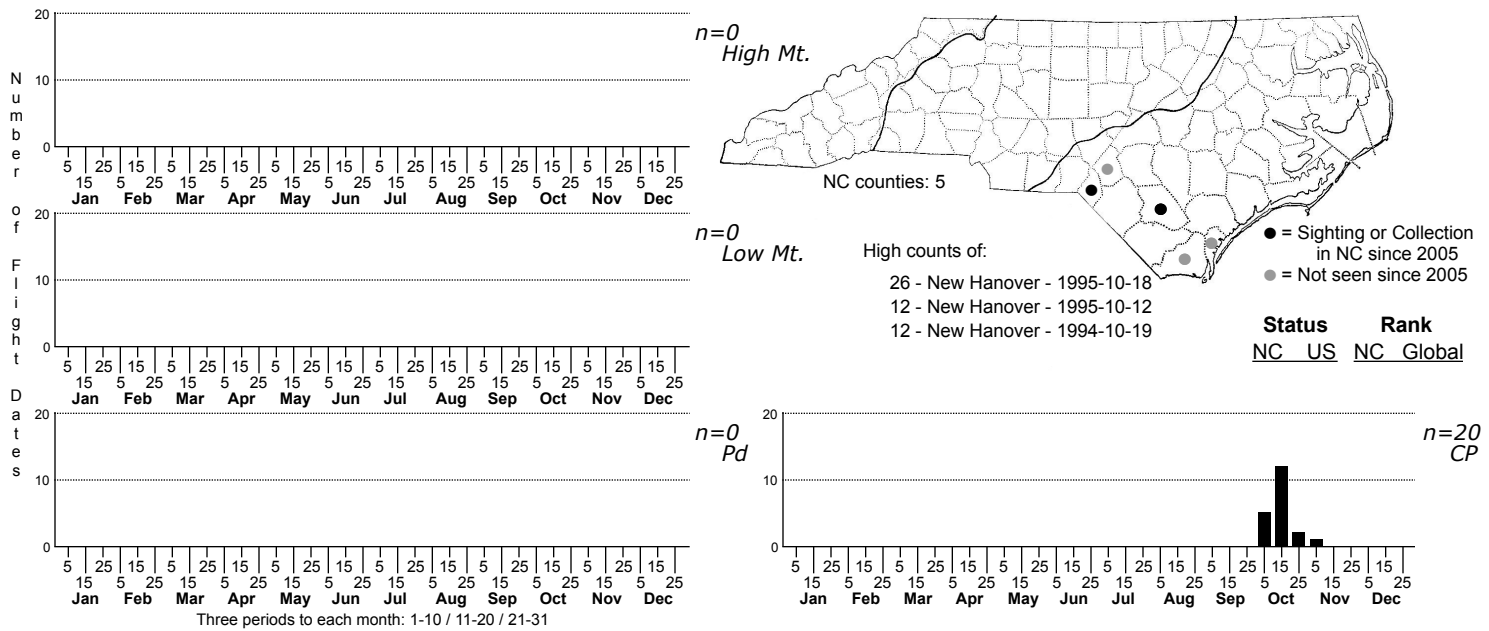 Number of Flight Dates
20
10
0
5 15 25 5 15 25 5 15 25 5 15 25 5 15 25 5 15 25 5 15 25 5 15 25 5 15 25 5 15 25 5 15 25 5 15 25
Jan Feb Mar Apr May Jun Jul Aug Sep Oct Nov Dec
n=0
High Mt.
20
10
0
5 15 25 5 15 25 5 15 25 5 15 25 5 15 25 5 15 25 5 15 25 5 15 25 5 15 25 5 15 25 5 15 25 5 15 25
Jan Feb Mar Apr May Jun Jul Aug Sep Oct Nov Dec
n=0
Low Mt.
20
10
0
5 15 25 5 15 25 5 15 25 5 15 25 5 15 25 5 15 25 5 15 25 5 15 25 5 15 25 5 15 25 5 15 25 5 15 25
Jan Feb Mar Apr May Jun Jul Aug Sep Oct Nov Dec
n=0
Pd
Three periods to each month: 1-10 / 11-20 / 21-31
NC counties: 5
High counts of:
26 - New Hanover - 1995-10-18
12 - New Hanover - 1995-10-12
12 - New Hanover - 1994-10-19
= Sighting or Collection
in NC since 2005
= Not seen since 2005
Status Rank
NC US NC Global
20
10
0
5 15 25 5 15 25 5 15 25 5 15 25 5 15 25 5 15 25 5 15 25 5 15 25 5 15 25 5 15 25 5 15 25 5 15 25
Jan Feb Mar Apr May Jun Jul Aug Sep Oct Nov Dec
n=20
CP